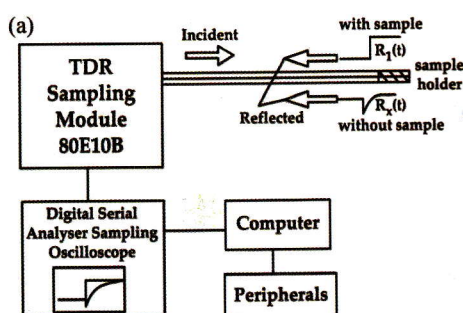 (a)
TDR
Sampling
Module
80E10B
Incident
Reflected
with sample
R₁(t)
sample
holder
Rₓ(t)
without sample
Digital Serial
Analyser Sampling
Oscilloscope
Computer
Peripherals